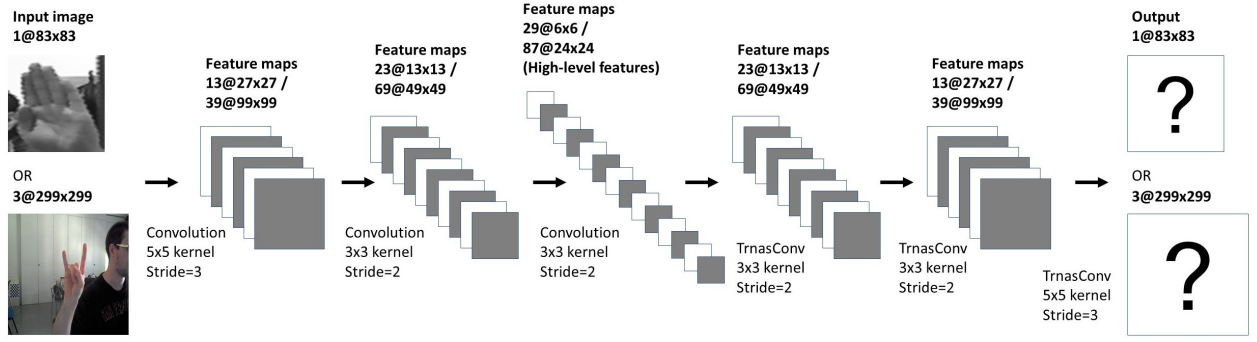 Input image
1@83x83
OR
3@299x299
Feature maps
13@27x27 /
39@99x99
Convolution
5x5 kernel
Stride=3
Feature maps
23@13x13 /
69@49x49
Convolution
3x3 kernel
Stride=2
Feature maps
29@6x6 /
87@24x24
(High-level features)
Convolution
3x3 kernel
Stride=2
Feature maps
23@13x13 /
69@49x49
TrnasConv
3x3 kernel
Stride=2
Feature maps
13@27x27 /
39@99x99
TrnasConv
3x3 kernel
Stride=2
TrnasConv
5x5 kernel
Stride=3
Output
1@83x83
?
OR
3@299x299
?